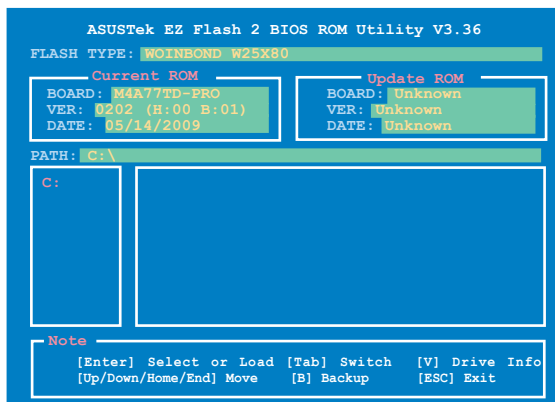 ASUSTek EZ Flash 2 BIOS ROM Utility V3.36
FLASH TYPE: WOINBOND W25X80
Current ROM
BOARD: M4A77TD-PRO
VER: 0202 (H:00 B:01)
DATE: 05/14/2009
Update ROM
BOARD: Unknown
VER: Unknown
DATE: Unknown
PATH: C:\
C:
Note
[Enter] Select or Load [Tab] Switch [V] Drive Info
[Up/Down/Home/End] Move [B] Backup [ESC] Exit